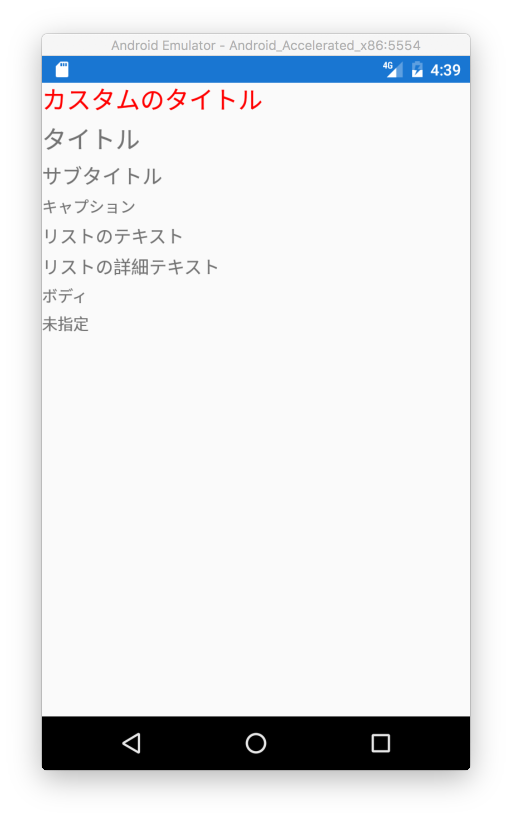 Android Emulator - Android_Accelerated_x86:5554
4G 4:39
カスタムのタイトル
タイトル
サブタイトル
キャプション
リストのテキスト
リストの詳細テキスト
ボディ
未指定